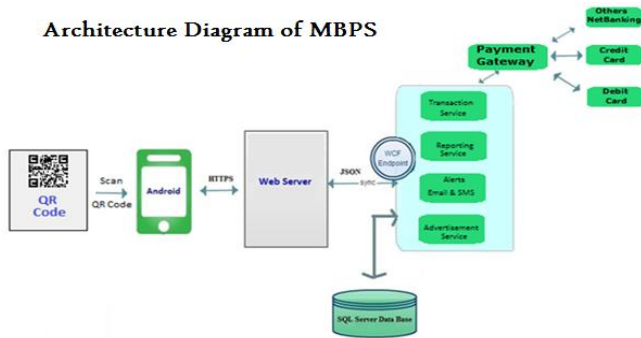 Architecture Diagram of MBPS
Others
NetBanking
Payment
Gateway
Credit
Card
Debit
Card
Transaction
Service
Reporting
Service
WCF
Endpoint
Alerts
Email & SMS
Advertisement
Service
QR
Code
Scan
QR Code
Android
HTTPS
Web Server
JSON
sync
SQL Server Data Base